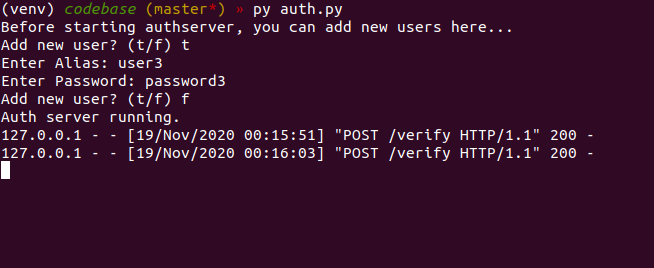 (venv) codebase (master*) » py auth.py
Before starting authserver, you can add new users here...
Add new user? (t/f) t
Enter Alias: user3
Enter Password: password3
Add new user? (t/f) f
Auth server running.
127.0.0.1 - - [19/Nov/2020 00:15:51] "POST /verify HTTP/1.1" 200 -
127.0.0.1 - - [19/Nov/2020 00:16:03] "POST /verify HTTP/1.1" 200 -